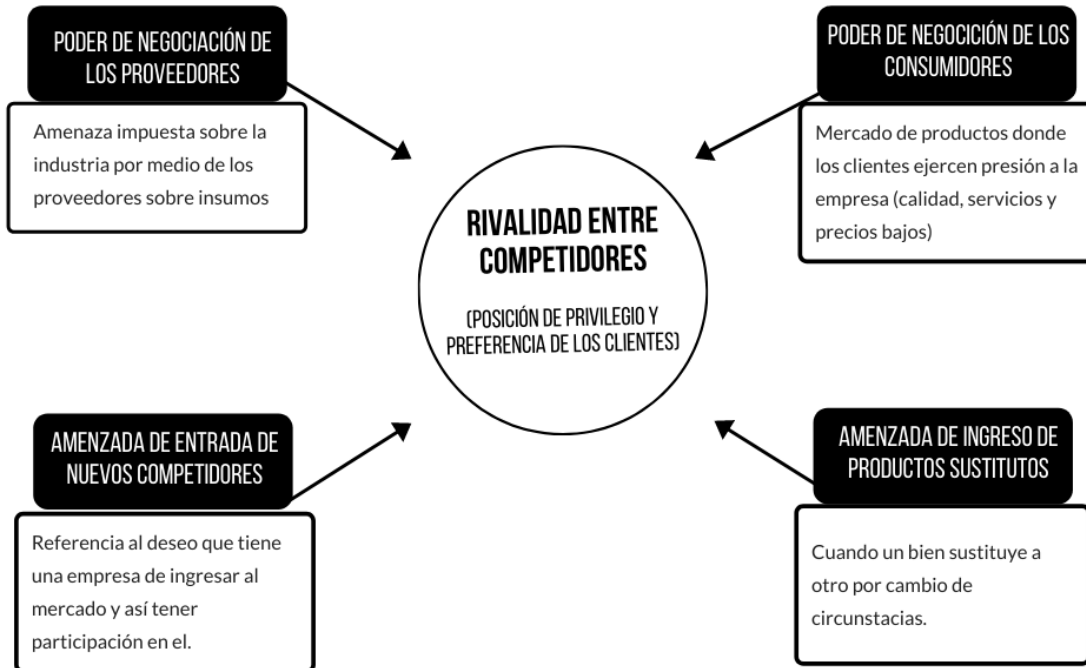 PODER DE NEGOCIACIÓN DE
LOS PROVEEDORES
Amenaza impuesta sobre la
industria por medio de los
proveedores sobre insumos
PODER DE NEGOCICIÓN DE LOS
CONSUMIDORES
Mercado de productos donde
los clientes ejercen presión a la
empresa (calidad, servicios y
precios bajos)
RIVALIDAD ENTRE
COMPETIDORES
(POSICIÓN DE PRIVILEGIO Y
PREFERENCIA DE LOS CLIENTES)
AMENZADA DE ENTRADA DE
NUEVOS COMPETIDORES
Referencia al deseo que tiene
una empresa de ingresar al
mercado y así tener
participación en el.
AMENZADA DE INGRESO DE
PRODUCTOS SUSTITUTOS
Cuando un bien sustituye a
otro por cambio de
circunstacias.